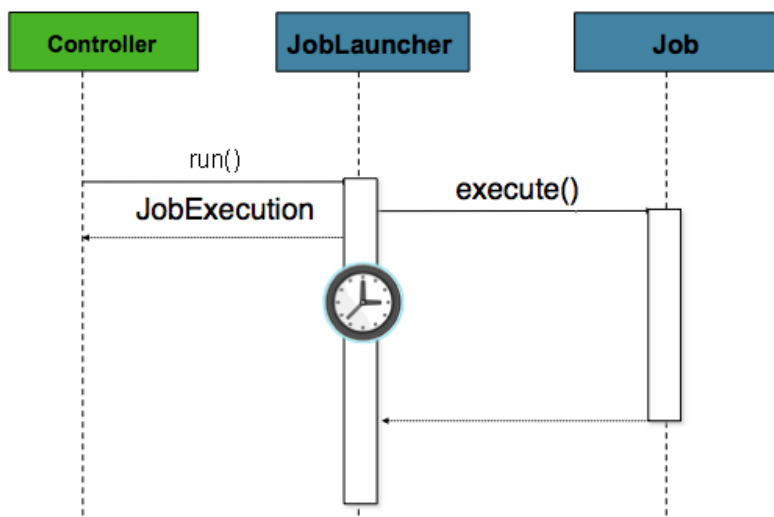 Controller
JobLauncher
Job
run()
execute()
JobExecution